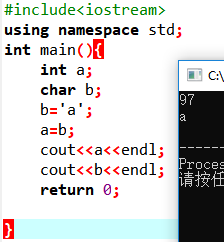 #include<iostream>
using namespace std;
int main(){
    int a;
    char b;
    b='a';
    a=b;
    cout<<a<<endl;
    cout<<b<<endl;
    return 0;
}
C:\
97
a
------
Proces
请按任